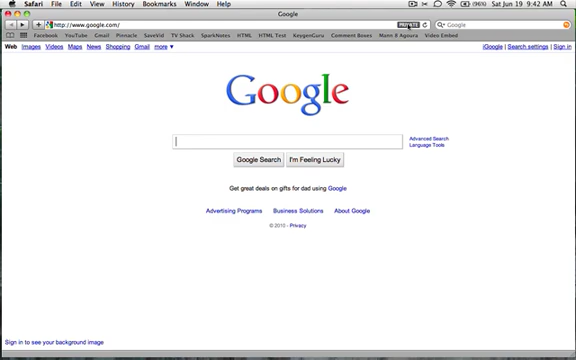 Safari File Edit View History Bookmarks Window Help (96%) Sat Jun 19 9:42 AM
Google
http://www.google.com/ PRIVATE Google
Facebook YouTube Gmail Pinnacle SaveVid TV Shack SparkNotes HTML HTML Test KeygenGuru Comment Boxes Mann 8 Agoura Video Embed
Web Images Videos Maps News Shopping Gmail more ▼ iGoogle | Search settings | Sign in
Google
Advanced Search
Language Tools
Google Search I'm Feeling Lucky
Get great deals on gifts for dad using Google
Advertising Programs Business Solutions About Google
© 2010 - Privacy
Sign in to see your background image